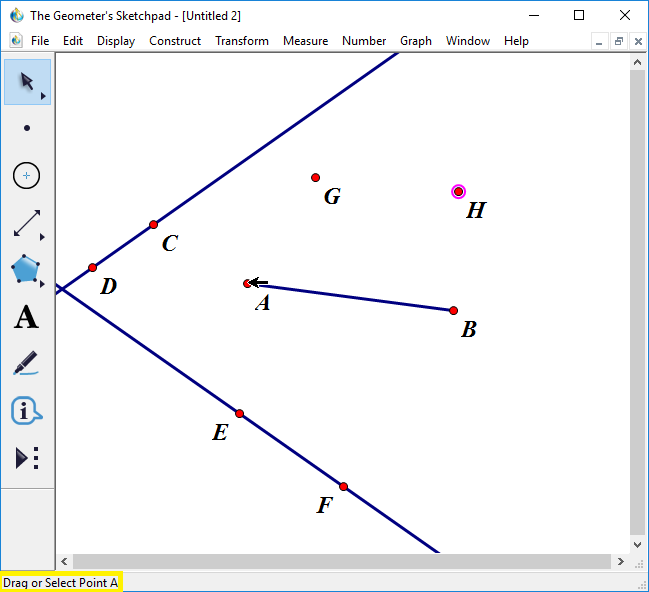 The Geometer's Sketchpad - [Untitled 2]
File Edit Display Construct Transform Measure Number Graph Window Help
G
H
C
D
A
B
E
F
A
Drag or Select Point A